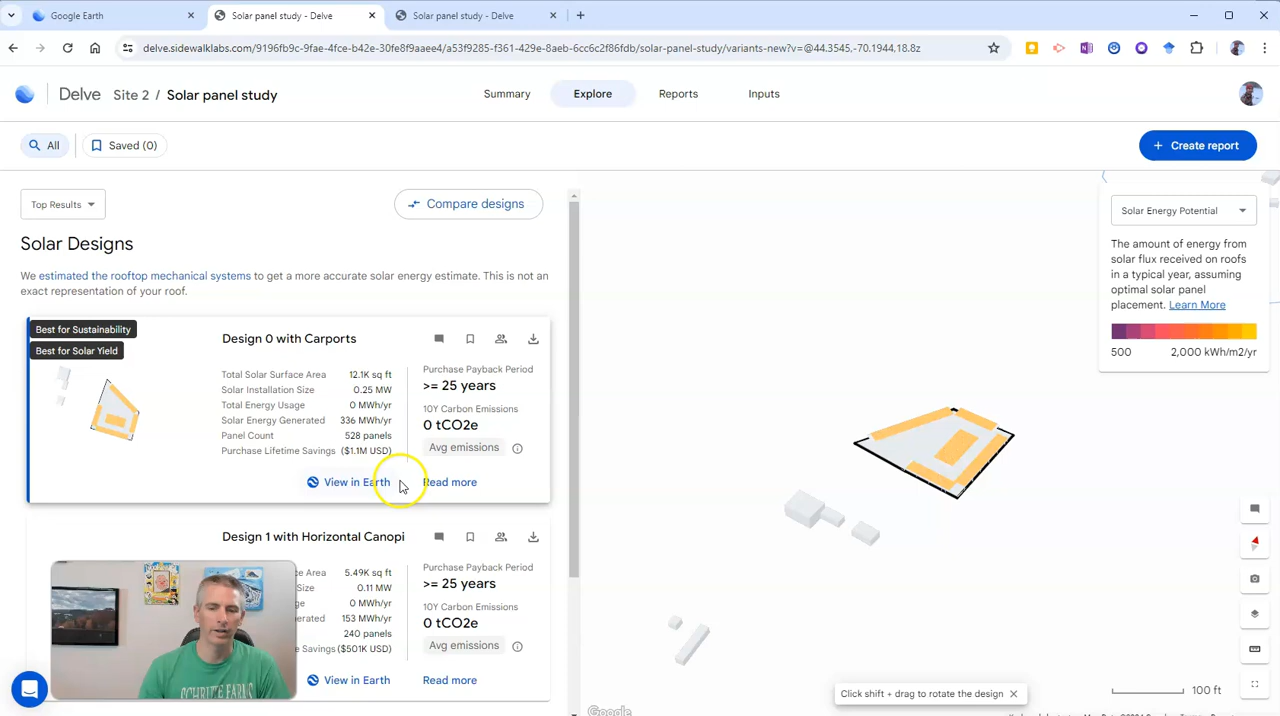 Google Earth
Solar panel study - Delve
Solar panel study - Delve
delve.sidewalklabs.com/9196fb9c-9fae-4fce-b42e-30fe8f9aaee7/a53f9285-f361-429e-8aeb-6cc6c2f86fdb/solar-panel-study/variants-new?v=@44.3545,-70.1944,18.8z
Delve Site 2 / Solar panel study
Summary
Explore
Reports
Inputs
All
Saved (0)
+ Create report
Top Results
Compare designs
Solar Designs
We estimated the rooftop mechanical systems to get a more accurate solar energy estimate. This is not an
exact representation of your roof.
Best for Sustainability
Best for Solar Yield
Design 0 with Carports
Total Solar Surface Area 12.1K sq ft
Solar Installation Size 0.25 MW
Total Energy Usage 0 MWh/yr
Solar Energy Generated 336 MWh/yr
Panel Count 528 panels
Purchase Lifetime Savings ($1.1M USD)
Purchase Payback Period
>= 25 years
10Y Carbon Emissions
0 tCO2e
Avg emissions
View in Earth
Read more
Design 1 with Horizontal Canopi
ce Area 5.49K sq ft
Size 0.11 MW
ge 0 MWh/yr
nerated 153 MWh/yr
240 panels
e Savings ($501K USD)
Purchase Payback Period
>= 25 years
10Y Carbon Emissions
0 tCO2e
Avg emissions
View in Earth
Read more
SCHULTZ FARMS
Solar Energy Potential
The amount of energy from
solar flux received on roofs
in a typical year, assuming
optimal solar panel
placement. Learn More
500 2,000 kWh/m2/yr
Click shift + drag to rotate the design
100 ft
Google